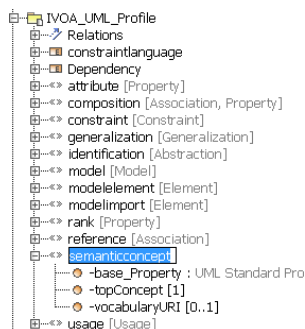 IVOA_UML_Profile
Relations
constraintlanguage
Dependency
«» attribute [Property]
«» composition [Association, Property]
«» constraint [Constraint]
«» generalization [Generalization]
«» identification [Abstraction]
«» model [Model]
«» modelelement [Element]
«» modelimport [Element]
«» rank [Property]
«» reference [Association]
«» semanticconcept
-base_Property : UML Standard Pro
-topConcept [1]
-vocabularyURI [0..1]
«» usage [Usage]